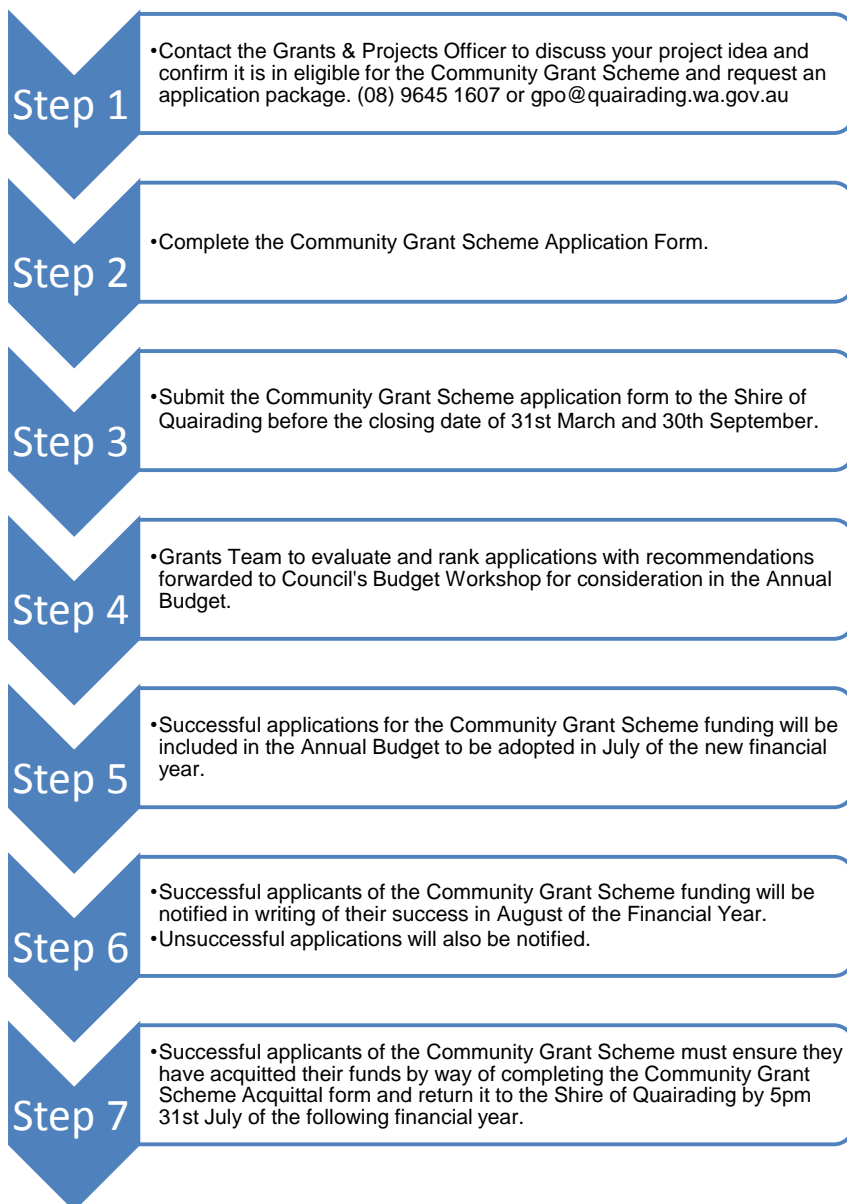 Step 1
•Contact the Grants & Projects Officer to discuss your project idea and
confirm it is in eligible for the Community Grant Scheme and request an
application package. (08) 9645 1607 or gpo@quairading.wa.gov.au
Step 2
•Complete the Community Grant Scheme Application Form.
Step 3
•Submit the Community Grant Scheme application form to the Shire of
Quairading before the closing date of 31st March and 30th September.
Step 4
•Grants Team to evaluate and rank applications with recommendations
forwarded to Council's Budget Workshop for consideration in the Annual
Budget.
Step 5
•Successful applications for the Community Grant Scheme funding will be
included in the Annual Budget to be adopted in July of the new financial
year.
Step 6
•Successful applicants of the Community Grant Scheme funding will be
notified in writing of their success in August of the Financial Year.
•Unsuccessful applications will also be notified.
Step 7
•Successful applicants of the Community Grant Scheme must ensure they
have acquitted their funds by way of completing the Community Grant
Scheme Acquittal form and return it to the Shire of Quairading by 5pm
31st July of the following financial year.